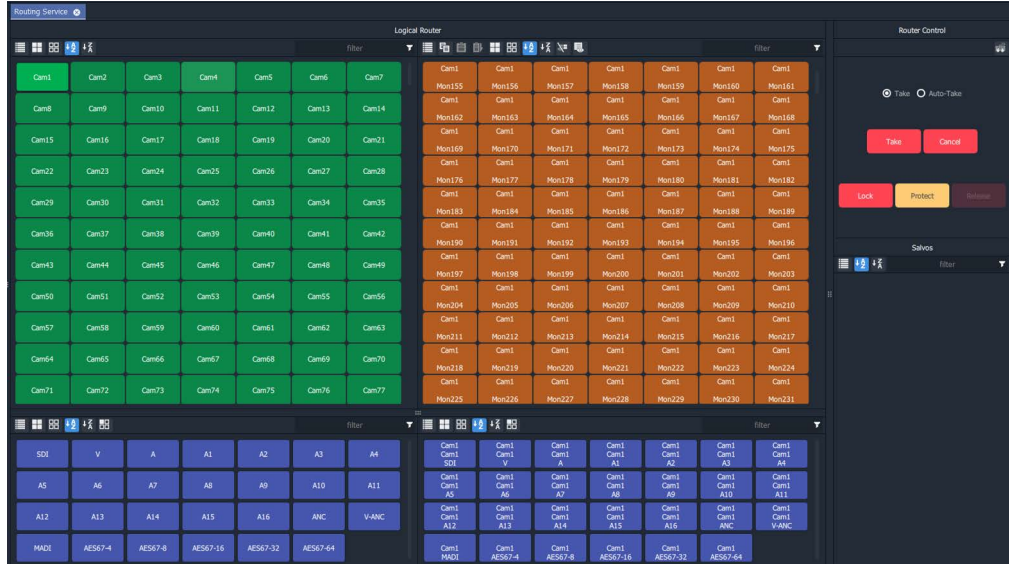 Routing Service
Logical Router
Router Control
filter
filter
Cam1 Cam2 Cam3 Cam4 Cam5 Cam6 Cam7
Cam8 Cam9 Cam10 Cam11 Cam12 Cam13 Cam14
Cam15 Cam16 Cam17 Cam18 Cam19 Cam20 Cam21
Cam22 Cam23 Cam24 Cam25 Cam26 Cam27 Cam28
Cam29 Cam30 Cam31 Cam32 Cam33 Cam34 Cam35
Cam36 Cam37 Cam38 Cam39 Cam40 Cam41 Cam42
Cam43 Cam44 Cam45 Cam46 Cam47 Cam48 Cam49
Cam50 Cam51 Cam52 Cam53 Cam54 Cam55 Cam56
Cam57 Cam58 Cam59 Cam60 Cam61 Cam62 Cam63
Cam64 Cam65 Cam66 Cam67 Cam68 Cam69 Cam70
Cam71 Cam72 Cam73 Cam74 Cam75 Cam76 Cam77
Cam1 Cam1 Cam1 Cam1 Cam1 Cam1 Cam1
Mon155 Mon156 Mon157 Mon158 Mon159 Mon160 Mon161
Cam1 Cam1 Cam1 Cam1 Cam1 Cam1 Cam1
Mon162 Mon163 Mon164 Mon165 Mon166 Mon167 Mon168
Cam1 Cam1 Cam1 Cam1 Cam1 Cam1 Cam1
Mon169 Mon170 Mon171 Mon172 Mon173 Mon174 Mon175
Cam1 Cam1 Cam1 Cam1 Cam1 Cam1 Cam1
Mon176 Mon177 Mon178 Mon179 Mon180 Mon181 Mon182
Cam1 Cam1 Cam1 Cam1 Cam1 Cam1 Cam1
Mon183 Mon184 Mon185 Mon186 Mon187 Mon188 Mon189
Cam1 Cam1 Cam1 Cam1 Cam1 Cam1 Cam1
Mon190 Mon191 Mon192 Mon193 Mon194 Mon195 Mon196
Cam1 Cam1 Cam1 Cam1 Cam1 Cam1 Cam1
Mon197 Mon198 Mon199 Mon200 Mon201 Mon202 Mon203
Cam1 Cam1 Cam1 Cam1 Cam1 Cam1 Cam1
Mon204 Mon205 Mon206 Mon207 Mon208 Mon209 Mon210
Cam1 Cam1 Cam1 Cam1 Cam1 Cam1 Cam1
Mon211 Mon212 Mon213 Mon214 Mon215 Mon216 Mon217
Cam1 Cam1 Cam1 Cam1 Cam1 Cam1 Cam1
Mon218 Mon219 Mon220 Mon221 Mon222 Mon223 Mon224
Cam1 Cam1 Cam1 Cam1 Cam1 Cam1 Cam1
Mon225 Mon226 Mon227 Mon228 Mon229 Mon230 Mon231
Take Auto-Take
Take Cancel
Lock Protect Release
Salvos
filter
filter
SDI V A A1 A2 A3 A4
A5 A6 A7 A8 A9 A10 A11
A12 A13 A14 A15 A16 ANC V-ANC
MADI AES67-4 AES67-8 AES67-16 AES67-32 AES67-64
filter
Cam1 Cam1 Cam1 Cam1 Cam1 Cam1 Cam1
Cam1 Cam1 Cam1 Cam1 Cam1 Cam1 Cam1
SDI V A A1 A2 A3 A4
Cam1 Cam1 Cam1 Cam1 Cam1 Cam1 Cam1
Cam1 Cam1 Cam1 Cam1 Cam1 Cam1 Cam1
A5 A6 A7 A8 A9 A10 A11
Cam1 Cam1 Cam1 Cam1 Cam1 Cam1 Cam1
Cam1 Cam1 Cam1 Cam1 Cam1 Cam1 Cam1
A12 A13 A14 A15 A16 ANC V-ANC
Cam1 Cam1 Cam1 Cam1 Cam1 Cam1
MADI AES67-4 AES67-8 AES67-16 AES67-32 AES67-64